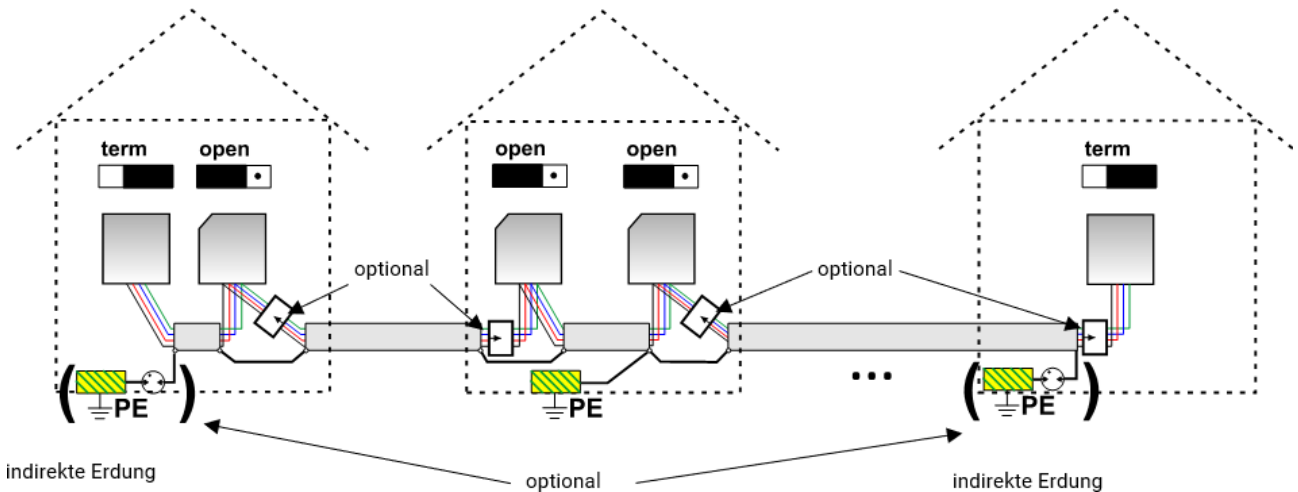 term open
open open
term
optional
optional
PE
PE
PE
indirekte Erdung
optional
indirekte Erdung